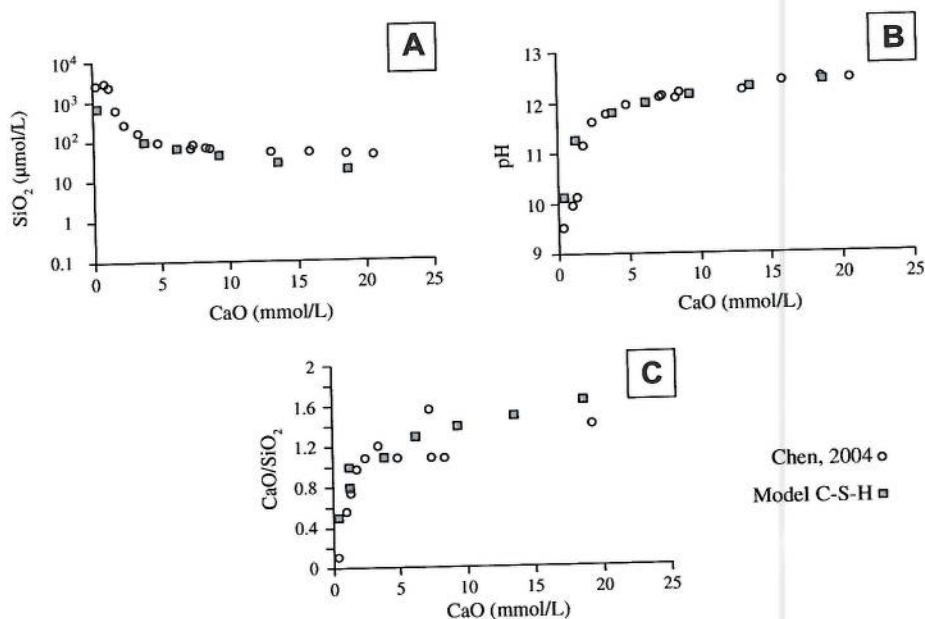 A
10⁴
10³
10²
10
1
0.1
SiO₂ (μmol/L)
0 5 10 15 20 25
CaO (mmol/L)
B
13
12
11
10
9
pH
0 5 10 15 20 25
CaO (mmol/L)
C
2
1.6
1.2
0.8
0.4
0
CaO/SiO₂
0 5 10 15 20 25
CaO (mmol/L)
Chen, 2004
Model C-S-H